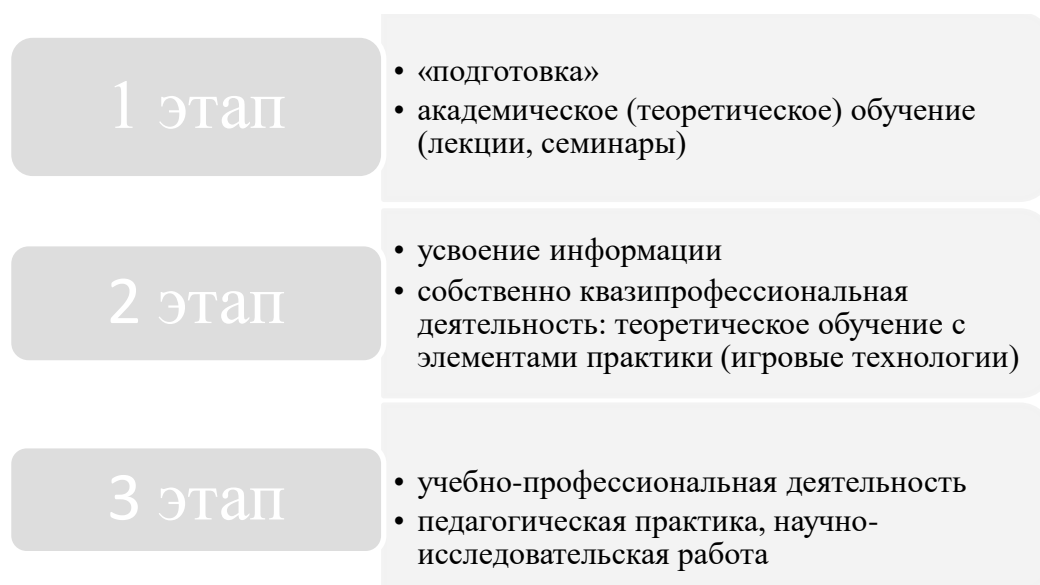 1 этап
• «подготовка»
• академическое (теоретическое) обучение
(лекции, семинары)
2 этап
• усвоение информации
• собственно квазипрофессиональная
деятельность: теоретическое обучение с
элементами практики (игровые технологии)
3 этап
• учебно-профессиональная деятельность
• педагогическая практика, научно-
исследовательская работа